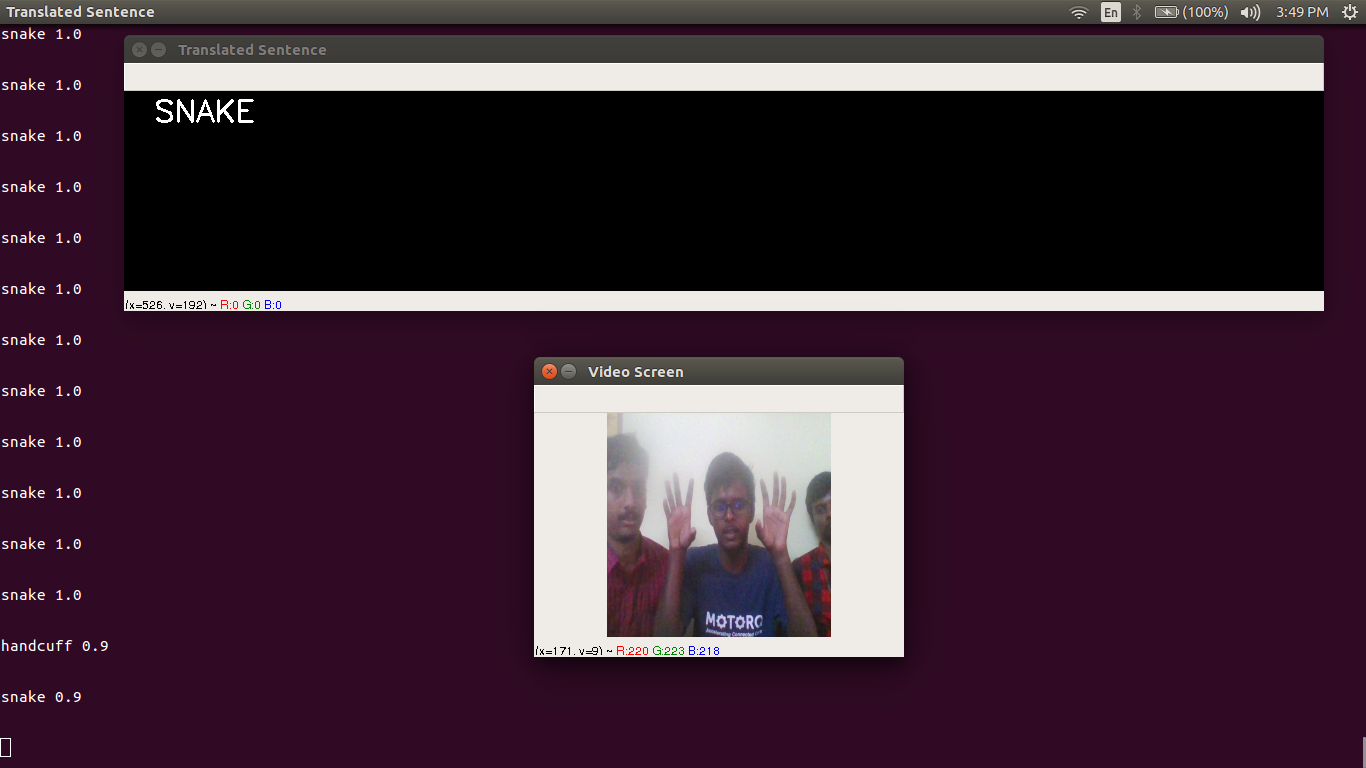 Translated Sentence
En
(100%)
3:49 PM
snake 1.0
snake 1.0
snake 1.0
snake 1.0
snake 1.0
snake 1.0
snake 1.0
snake 1.0
snake 1.0
snake 1.0
snake 1.0
snake 1.0
handcuff 0.9
snake 0.9
Translated Sentence
SNAKE
(x=526, y=192) ~ R:0 G:0 B:0
Video Screen
MOTORO
(x=171, y=9) ~ R:220 G:223 B:218